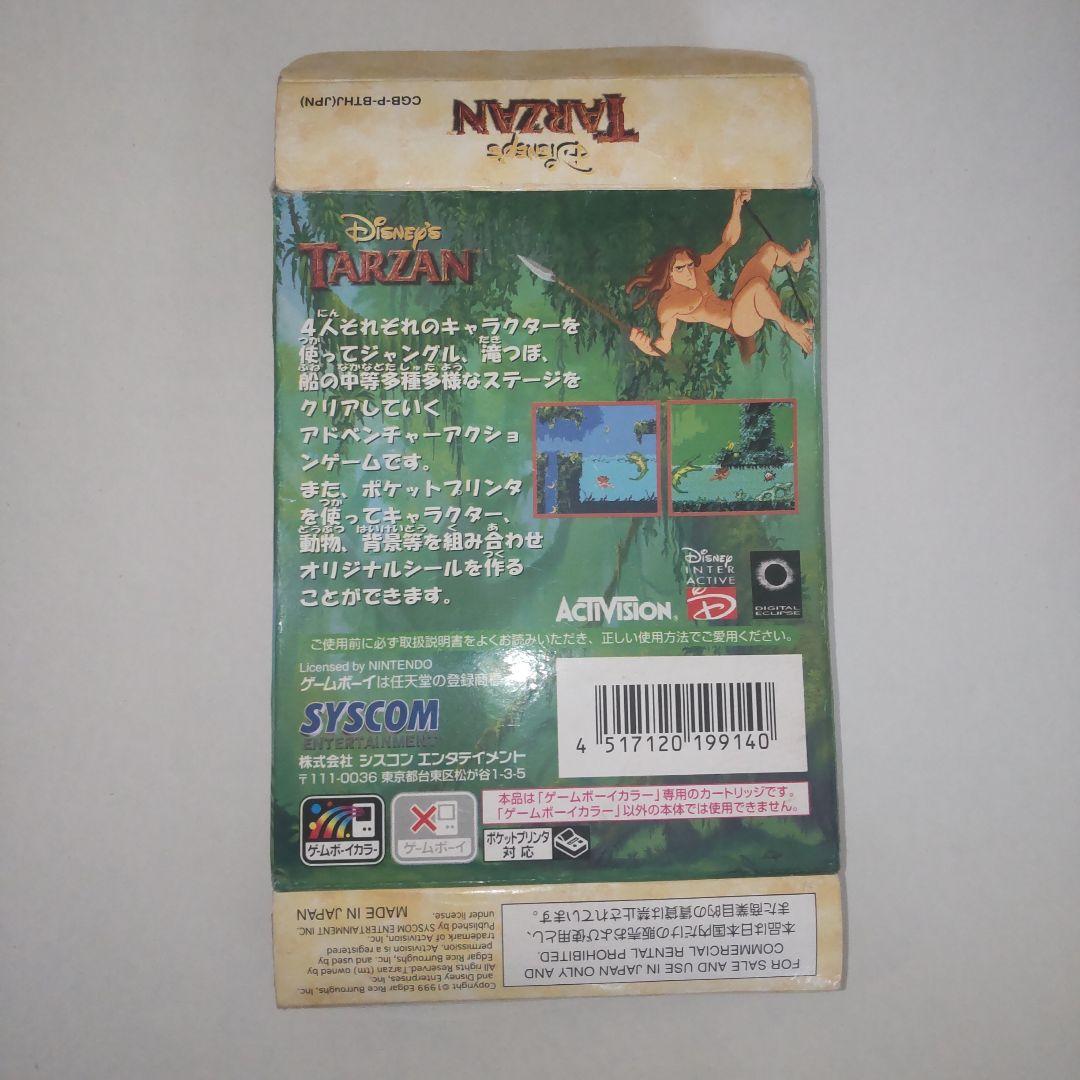 CGB-P-BTHJ(JPN)
DISNEY'S
TARZAN
DISNEY'S
TARZAN
4人それぞれのキャラクターを
使ってジャングル、滝つぼ、
船の中等多種多様なステージを
クリアしていく
アドベンチャーアクショ
ンゲームです。
また、ポケットプリンタ
を使ってキャラクター、
動物、背景等を組み合わせ
オリジナルシールを作る
ことができます。
DISNEY
INTER
ACTIVE
ACTIVISION®
DIGITAL
ECLIPSE
ご使用前に必ず取扱説明書をよくお読みいただき、正しい使用方法でご愛用ください。
Licensed by NINTENDO
ゲームボーイは任天堂の登録商標
SYSCOM
ENTERTAINMENT
株式会社 シスコン エンタテイメント
〒111-0036 東京都台東区松が谷1-3-5
4 517120 199140
本品は「ゲームボーイカラー」専用のカートリッジです。
「ゲームボーイカラー」以外の本体では使用できません。
ゲームボーイカラー
ゲームボーイ
ポケットプリンタ
対応
FOR SALE AND USE IN JAPAN ONLY AND
COMMERCIAL RENTAL PROHIBITED.
本品は日本国内だけの販売および使用とし、
また商業目的の賃貸は禁止されています。
Copyright ©1999 Edgar Rice Burroughs, Inc.
and Disney Enterprises, Inc.
All rights Reserved. Tarzan (tm) owned by
Edgar Rice Burroughs, Inc, and used by
permission. Activision is a registered
trademark of Activision, Inc.
Published by SYSCOM ENTERTAINMENT INC.
under license.
MADE IN JAPAN